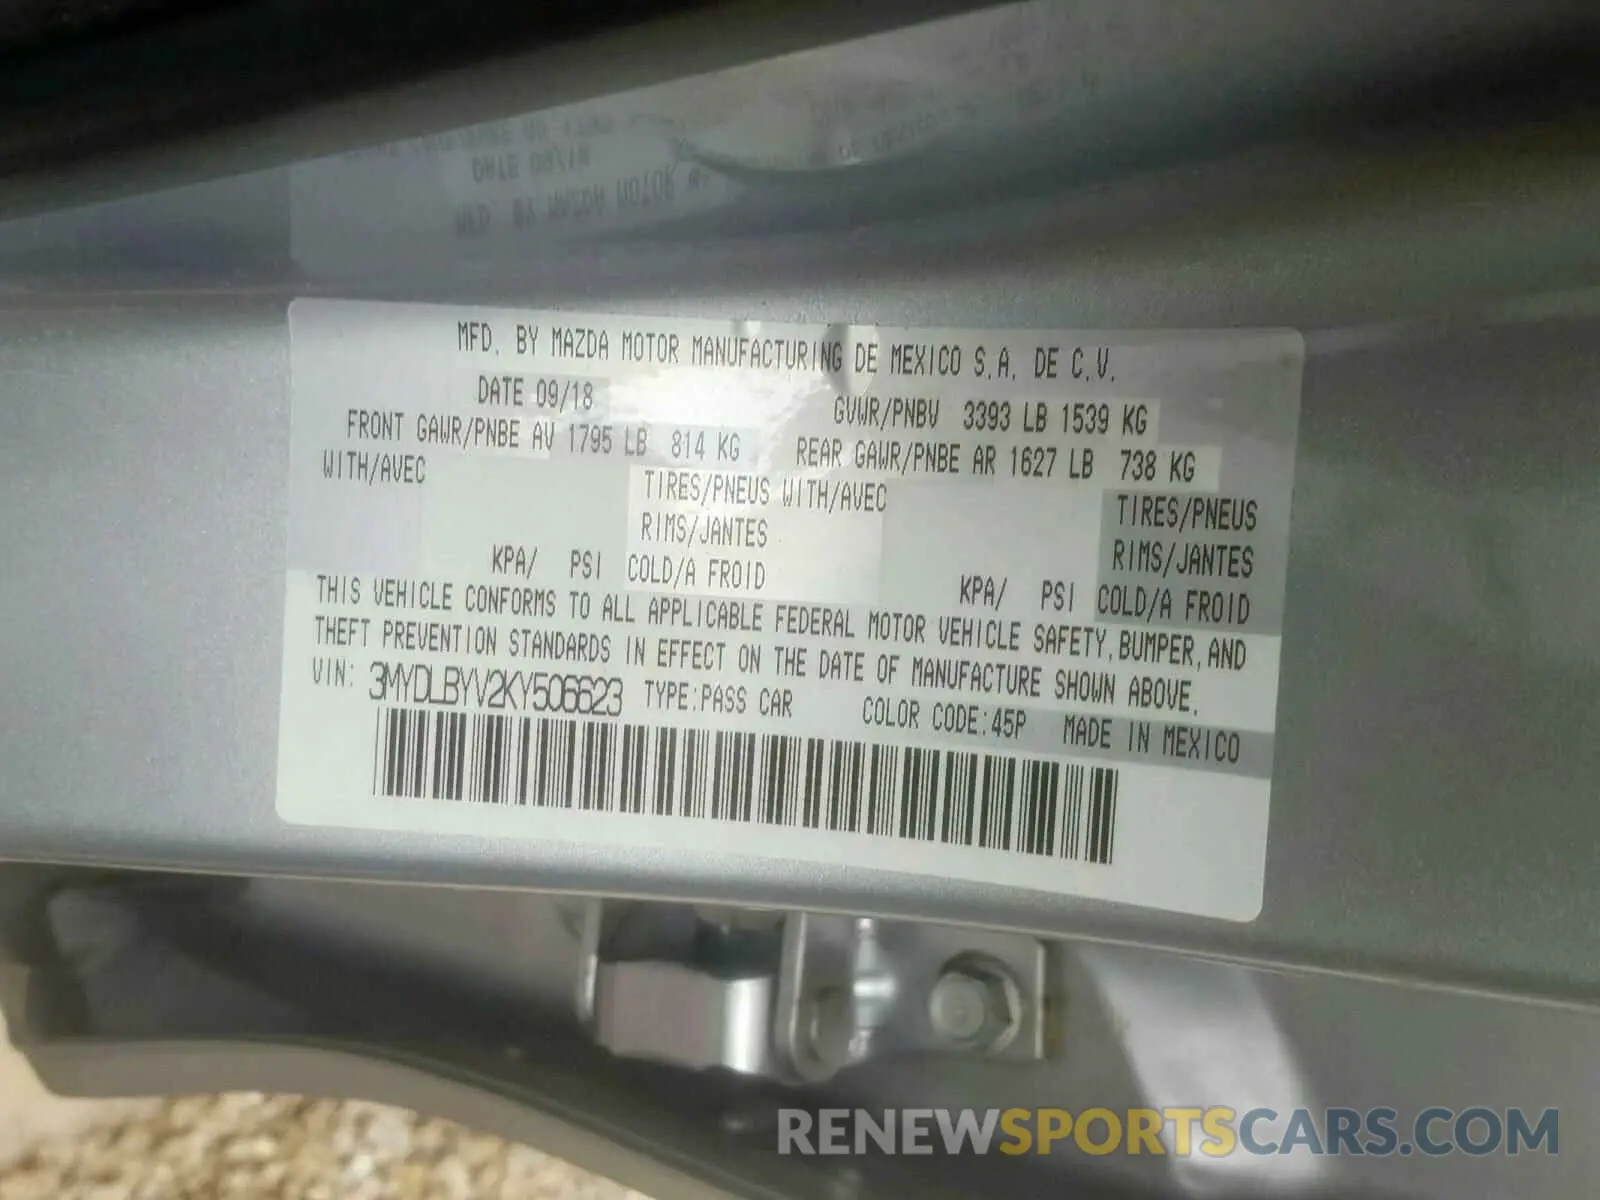 MFD. BY MAZDA MOTOR MANUFACTURING DE MEXICO S.A. DE C.V.
DATE 09/18 GVWR/PNBV 3393 LB 1539 KG
FRONT GAWR/PNBE AV 1795 LB 814 KG REAR GAWR/PNBE AR 1627 LB 738 KG
WITH/AVEC TIRES/PNEUS WITH/AVEC TIRES/PNEUS
RIMS/JANTES RIMS/JANTES
KPA/ PSI COLD/A FROID KPA/ PSI COLD/A FROID
THIS VEHICLE CONFORMS TO ALL APPLICABLE FEDERAL MOTOR VEHICLE SAFETY, BUMPER, AND
THEFT PREVENTION STANDARDS IN EFFECT ON THE DATE OF MANUFACTURE SHOWN ABOVE.
VIN: 3MYDLBYV2KY506623 TYPE:PASS CAR COLOR CODE:45P MADE IN MEXICO
RENEWSPORTSCARS.COM